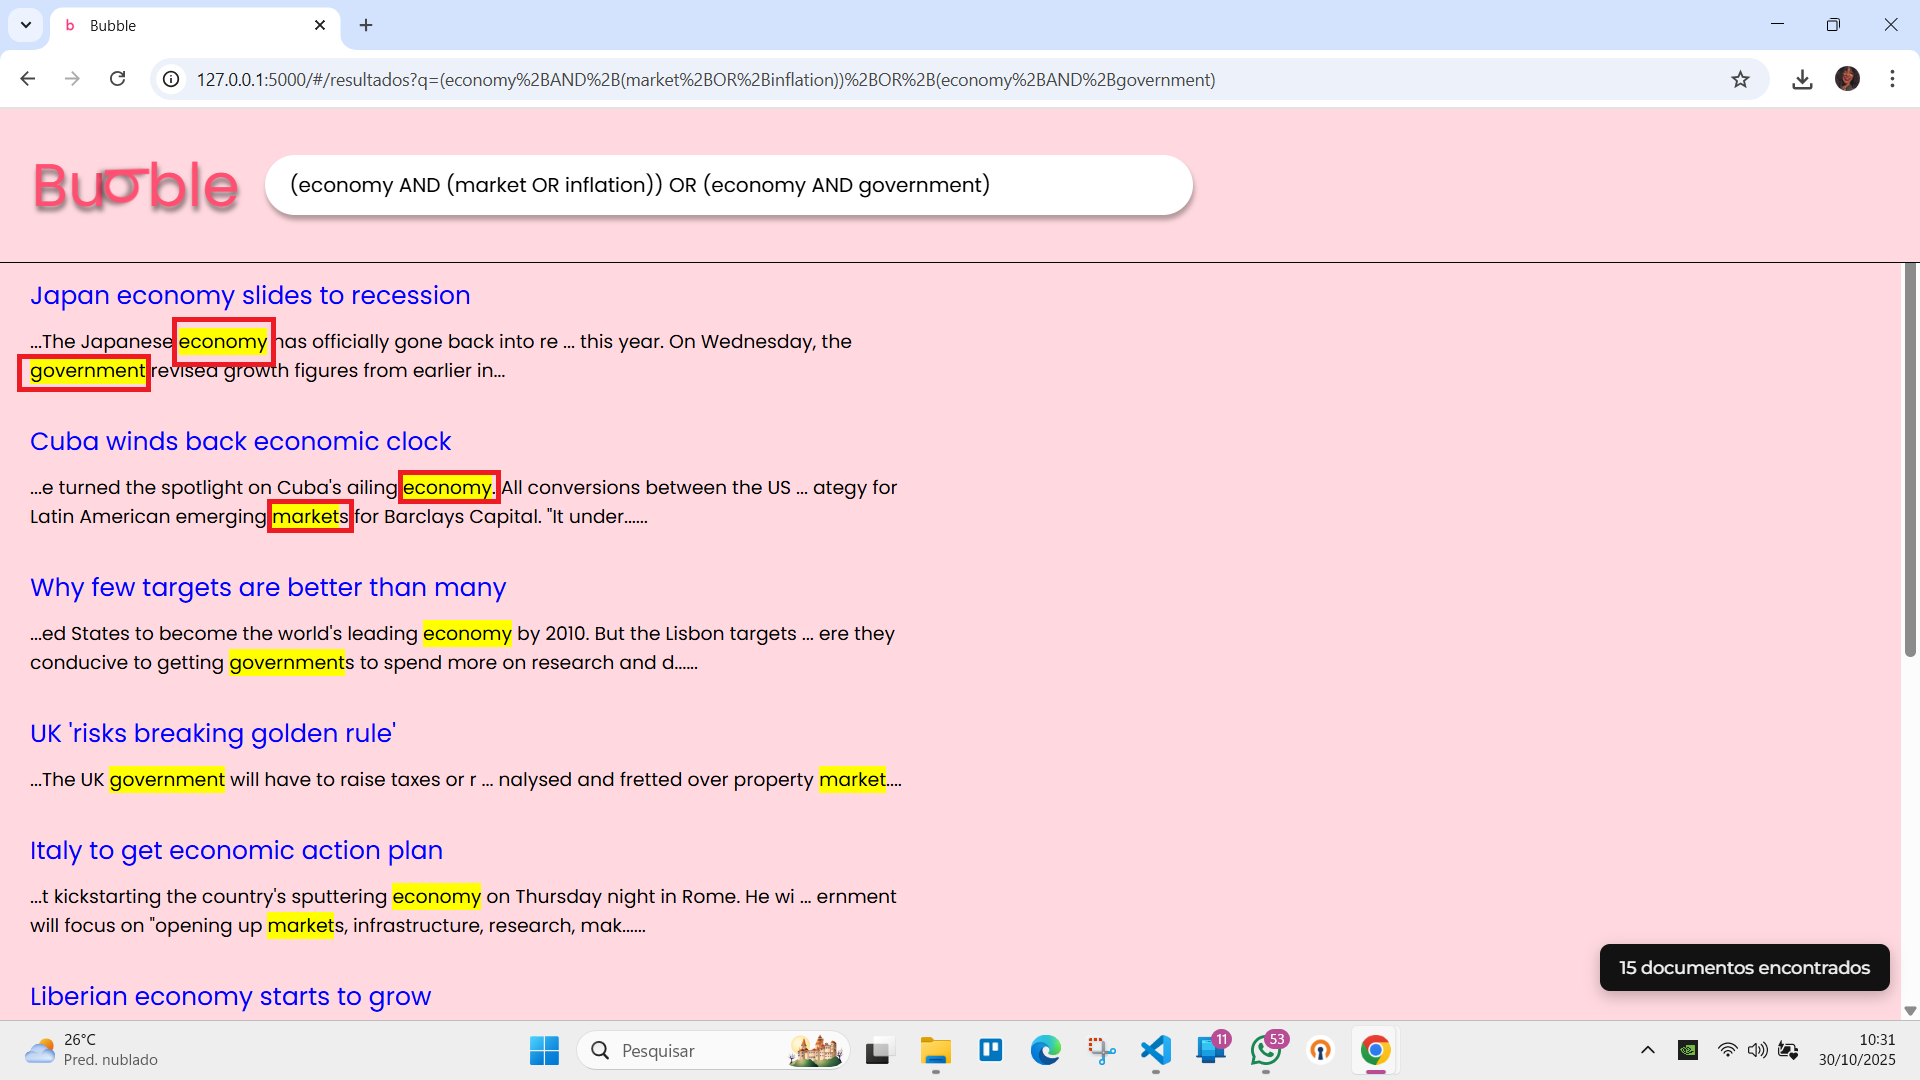 b Bubble
127.0.0.1:5000/#/resultados?q=(economy%2BAND%2B(market%2BOR%2Binflation))%2BOR%2B(economy%2BAND%2Bgovernment)
Bubble
(economy AND (market OR inflation)) OR (economy AND government)
Japan economy slides to recession
...The Japanese economy has officially gone back into re ... this year. On Wednesday, the
government revised growth figures from earlier in...
Cuba winds back economic clock
...e turned the spotlight on Cuba's ailing economy. All conversions between the US ... ategy for
Latin American emerging markets for Barclays Capital. "It under......
Why few targets are better than many
...ed States to become the world's leading economy by 2010. But the Lisbon targets ... ere they
conducive to getting governments to spend more on research and d......
UK 'risks breaking golden rule'
...The UK government will have to raise taxes or r ... nalysed and fretted over property market....
Italy to get economic action plan
...t kickstarting the country's sputtering economy on Thursday night in Rome. He wi ... ernment
will focus on "opening up markets, infrastructure, research, mak......
15 documentos encontrados
Liberian economy starts to grow
26°C
Pred. nublado
Pesquisar
11
53
10:31
30/10/2025